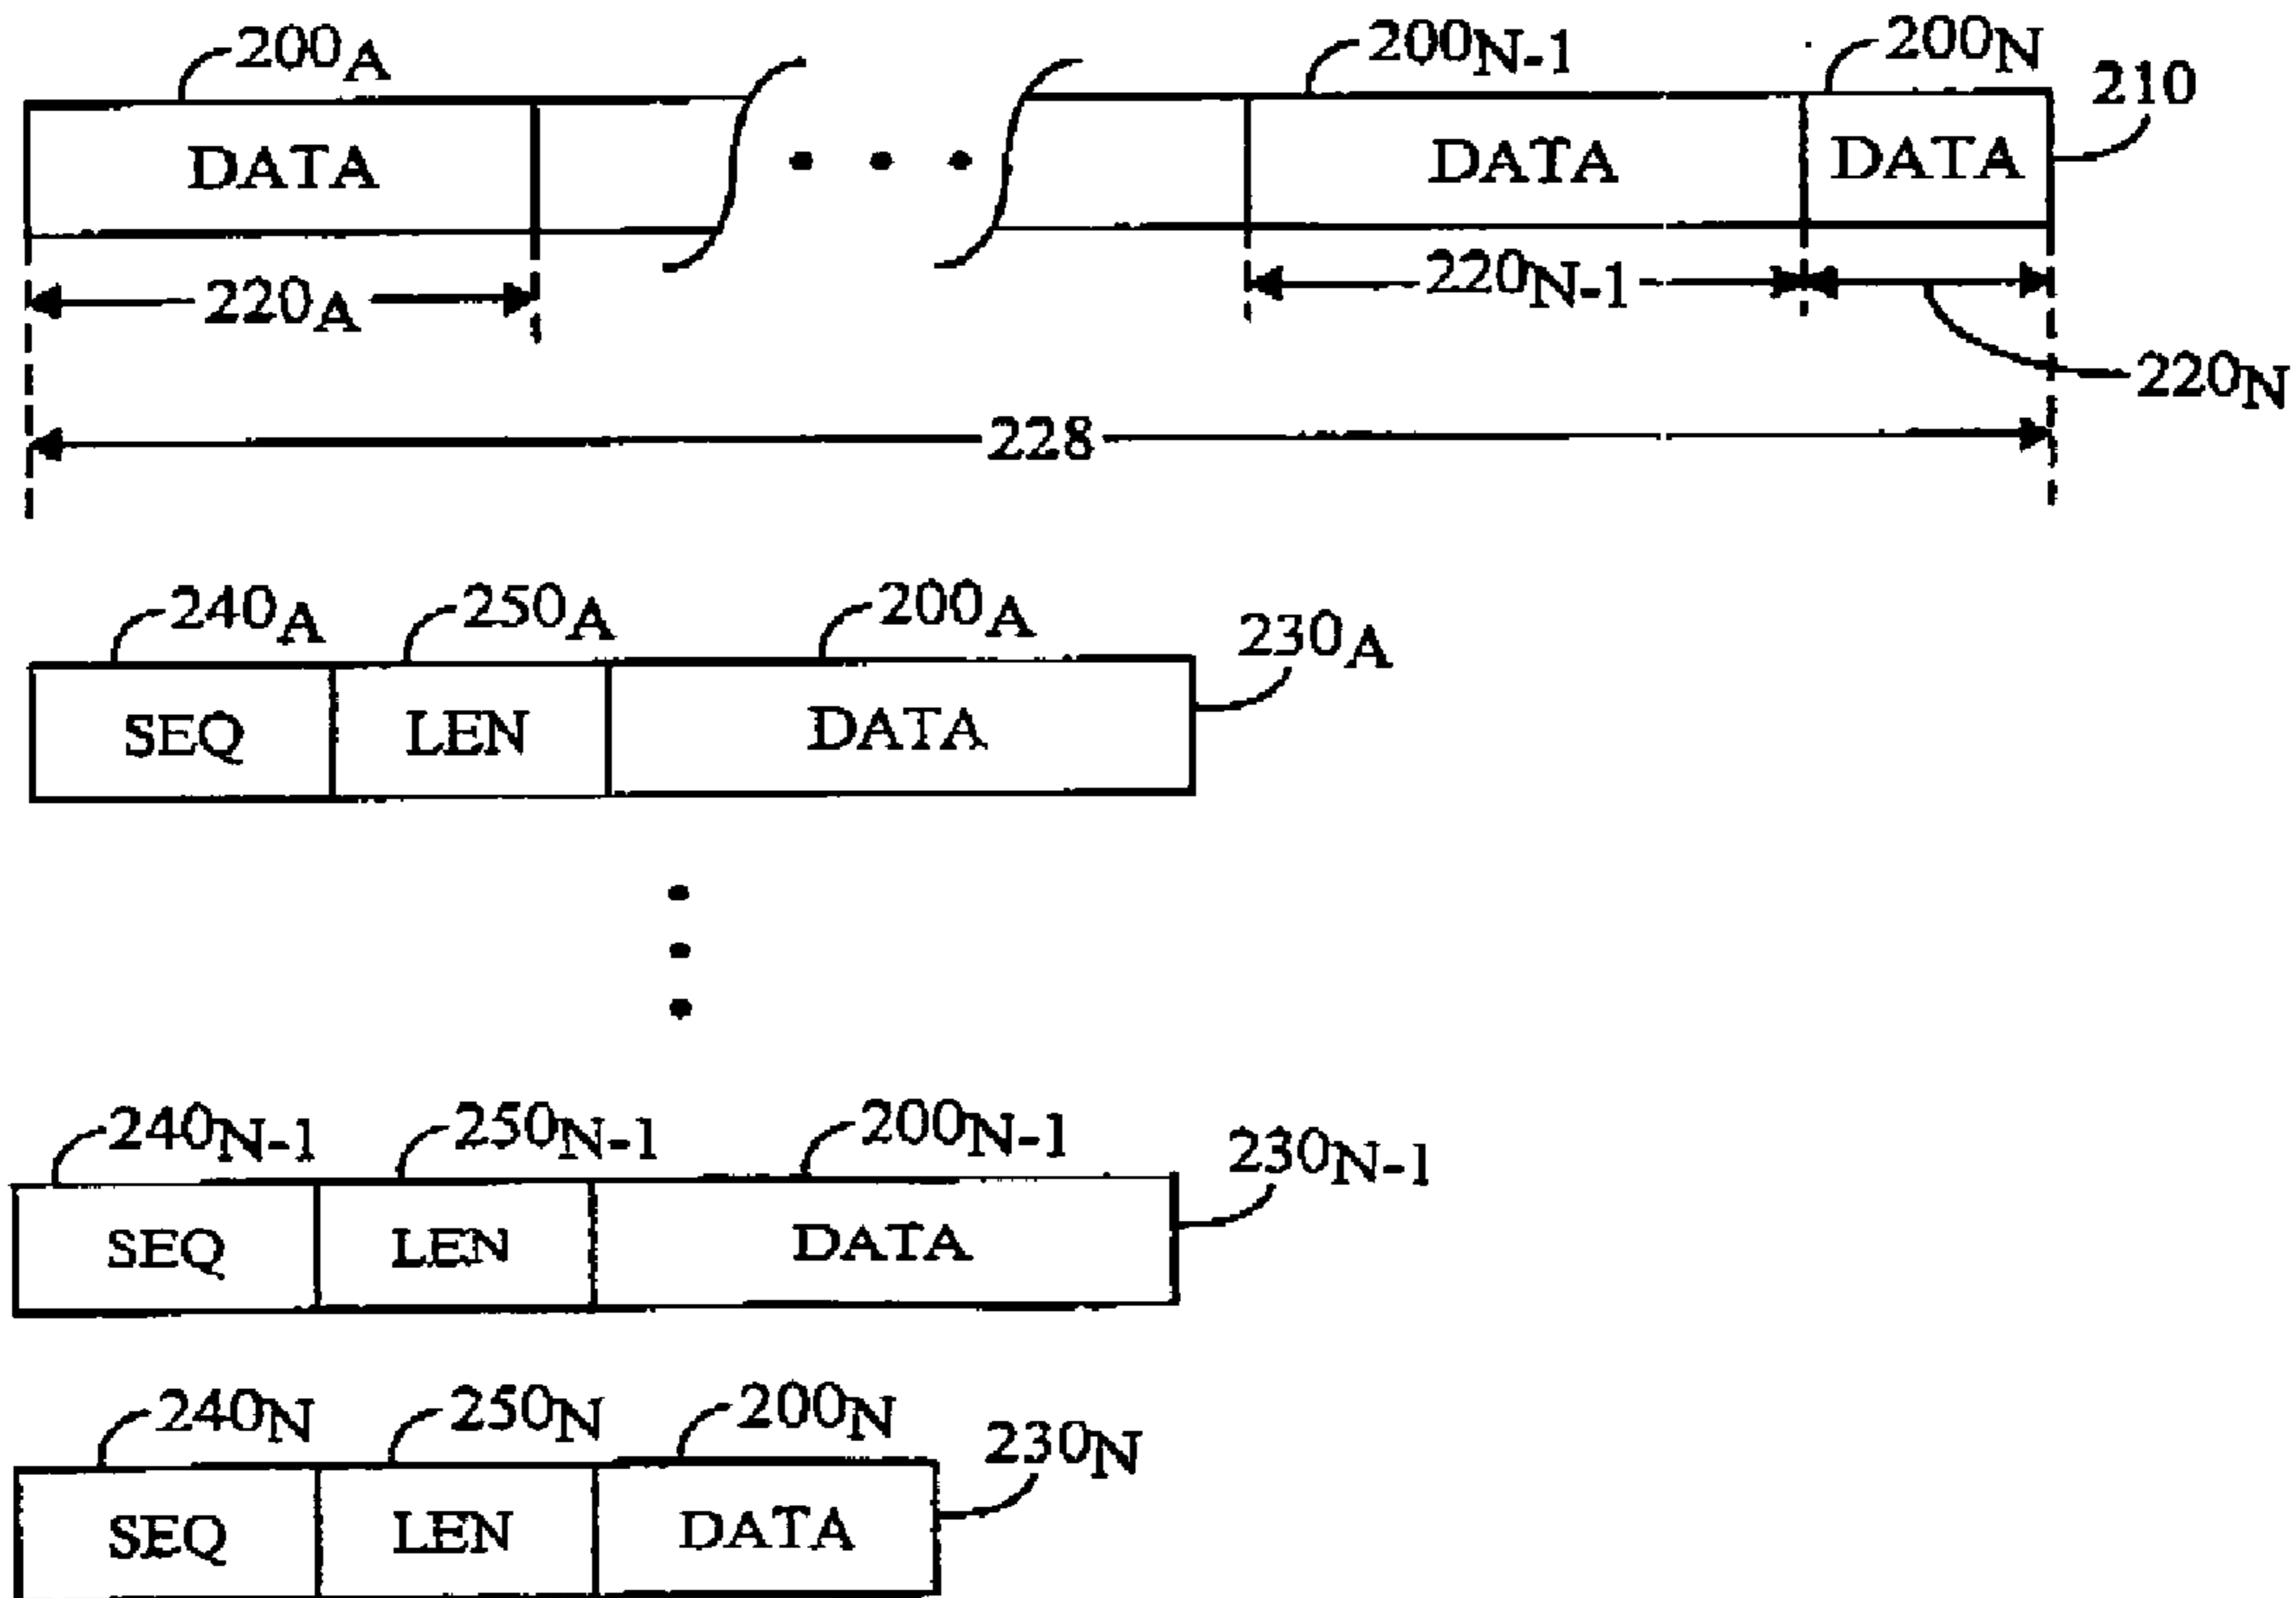 200A 200N-1 200N 210
DATA DATA DATA
220A 220N-1
220N
228
240A 250A 200A 230A
SEQ LEN DATA
240N-1 250N-1 200N-1 230N-1
SEQ LEN DATA
240N 250N 200N 230N
SEQ LEN DATA